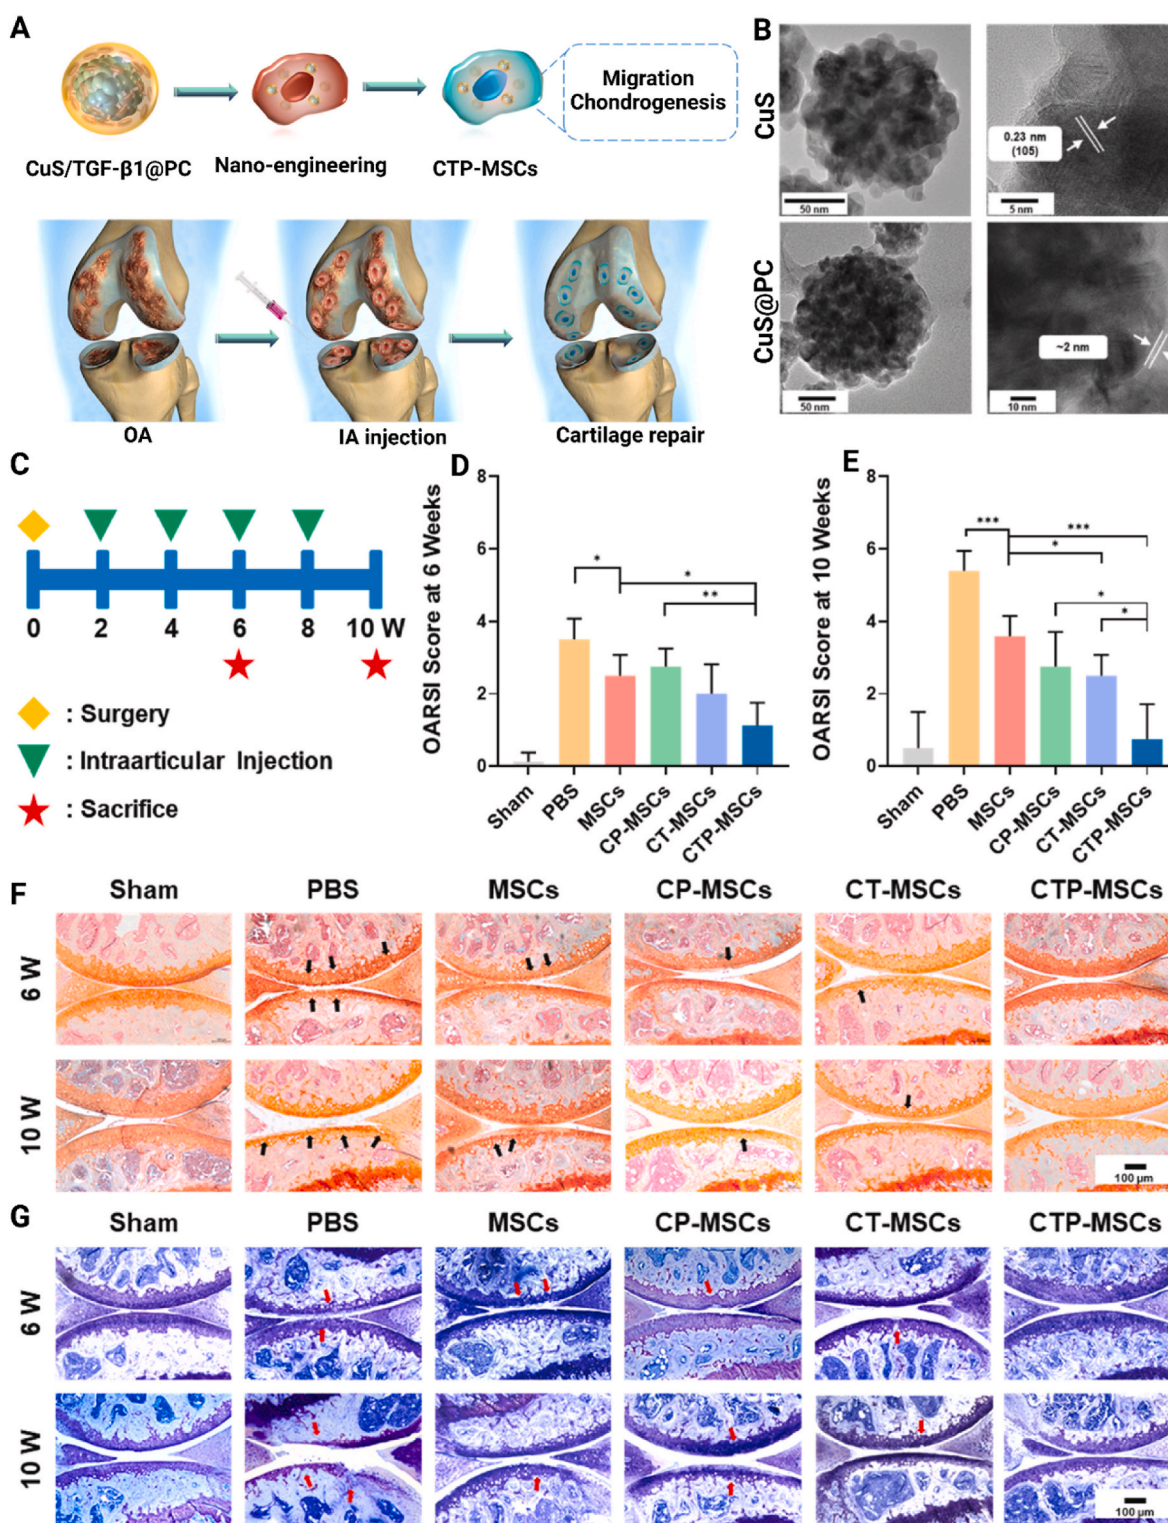 A
CuS/TGF-β1@PC
Nano-engineering
CTP-MSCs
Migration
Chondrogenesis
OA
IA injection
Cartilage repair
B
CuS
0.23 nm
(105)
50 nm
5 nm
CuS@PC
~2 nm
50 nm
10 nm
C
0 2 4 6 8 10 W
: Surgery
: Intraarticular Injection
: Sacrifice
D
OARSI Score at 6 Weeks
8
6
4
2
0
*
*
**
Sham
PBS
MSCs
CP-MSCs
CT-MSCs
CTP-MSCs
E
OARSI Score at 10 Weeks
8
6
4
2
0
***
***
*
*
*
Sham
PBS
MSCs
CP-MSCs
CT-MSCs
CTP-MSCs
F
Sham PBS MSCs CP-MSCs CT-MSCs CTP-MSCs
6 W
10 W
100 μm
G
Sham PBS MSCs CP-MSCs CT-MSCs CTP-MSCs
6 W
10 W
100 μm